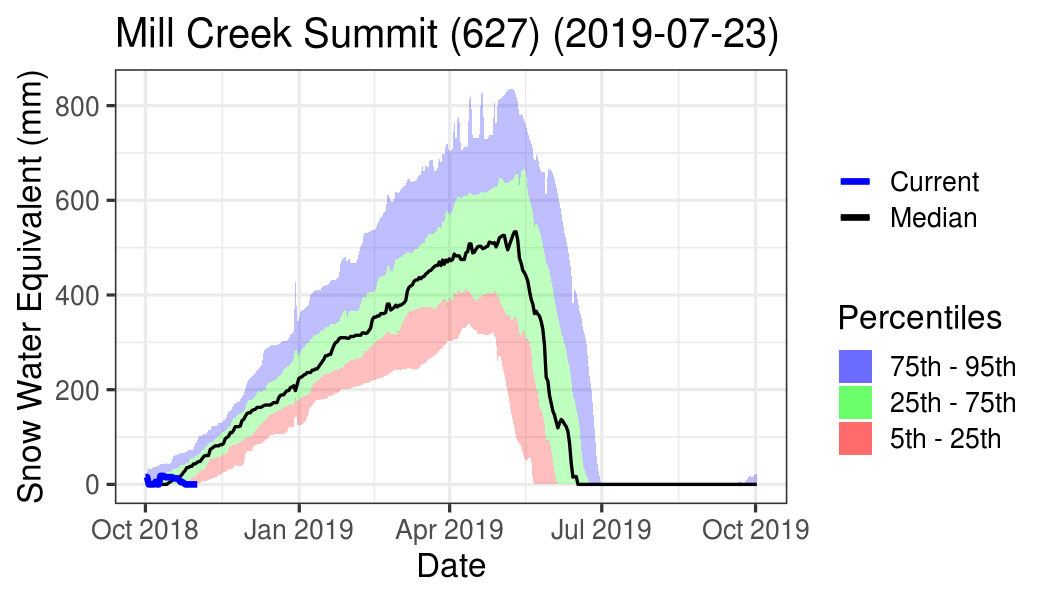 Mill Creek Summit (627) (2019-07-23)
Snow Water Equivalent (mm)
800
600
400
200
0
Oct 2018
Jan 2019
Apr 2019
Jul 2019
Oct 2019
Date
Current
Median
Percentiles
75th - 95th
25th - 75th
5th - 25th